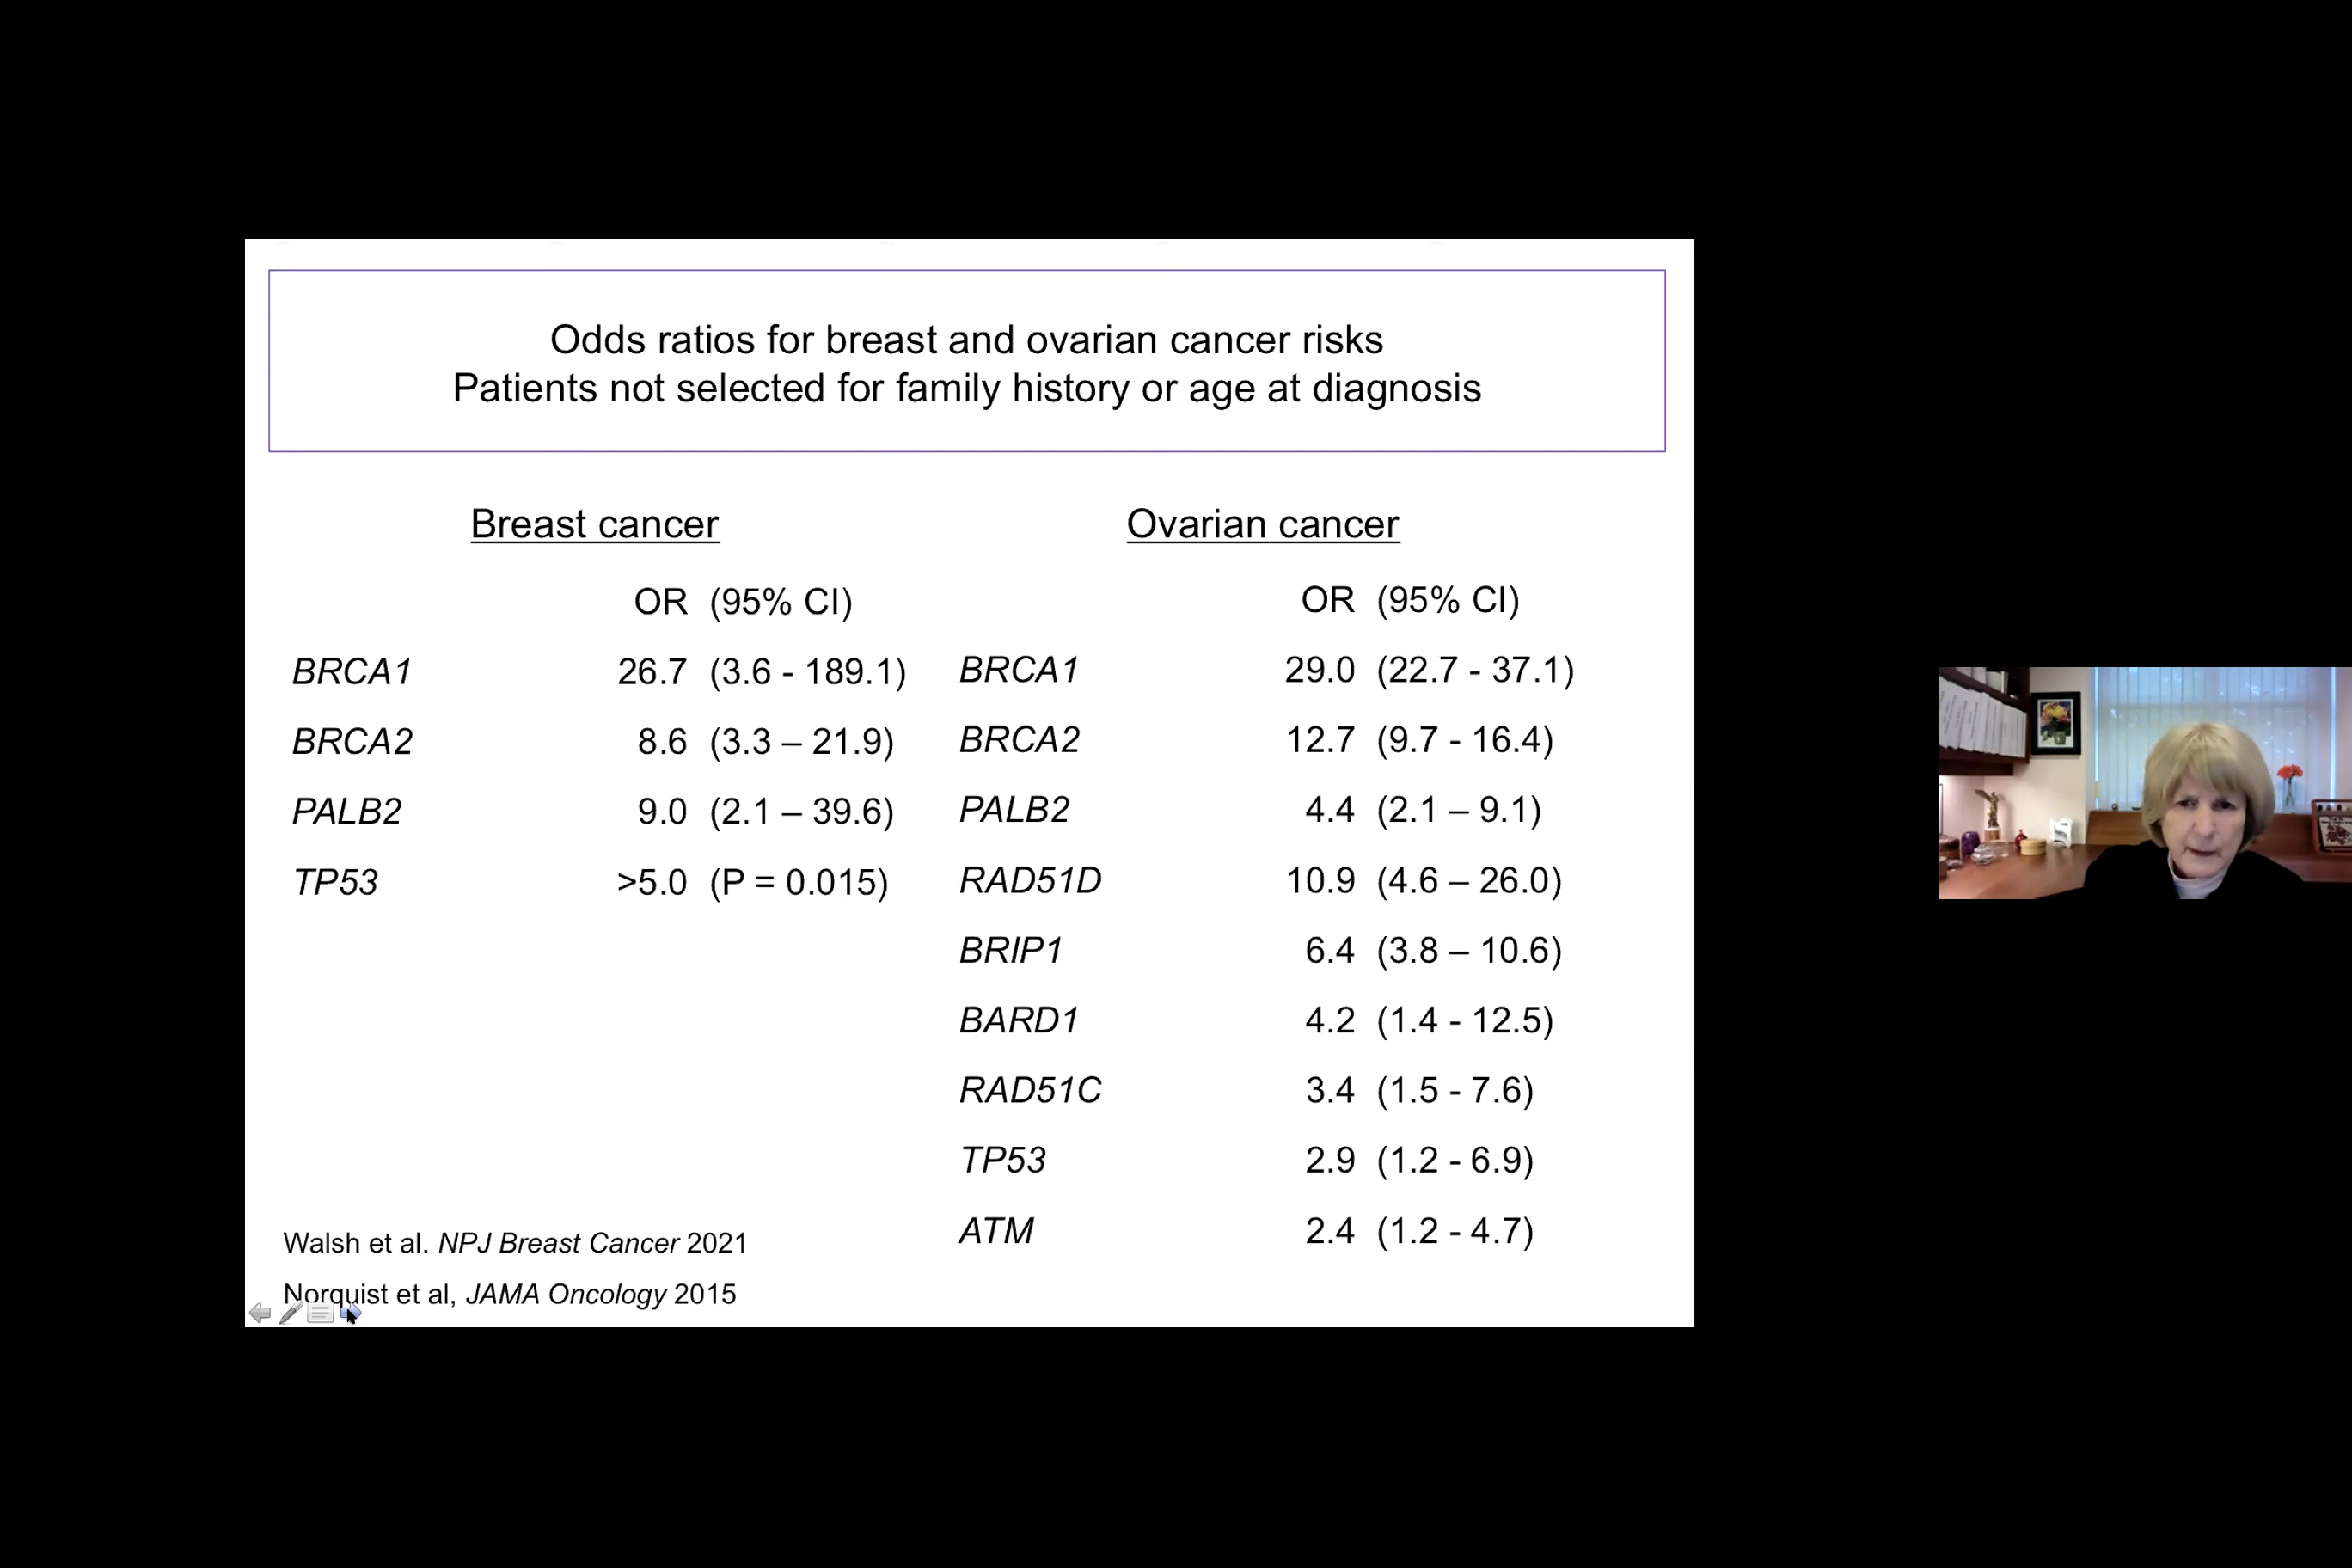 Odds ratios for breast and ovarian cancer risks
Patients not selected for family history or age at diagnosis
Breast cancer
OR (95% CI)
BRCA1 26.7 (3.6 - 189.1)
BRCA2 8.6 (3.3 – 21.9)
PALB2 9.0 (2.1 – 39.6)
TP53 >5.0 (P = 0.015)
Ovarian cancer
OR (95% CI)
BRCA1 29.0 (22.7 - 37.1)
BRCA2 12.7 (9.7 - 16.4)
PALB2 4.4 (2.1 – 9.1)
RAD51D 10.9 (4.6 – 26.0)
BRIP1 6.4 (3.8 – 10.6)
BARD1 4.2 (1.4 - 12.5)
RAD51C 3.4 (1.5 - 7.6)
TP53 2.9 (1.2 - 6.9)
ATM 2.4 (1.2 - 4.7)
Walsh et al. NPJ Breast Cancer 2021
Norquist et al, JAMA Oncology 2015